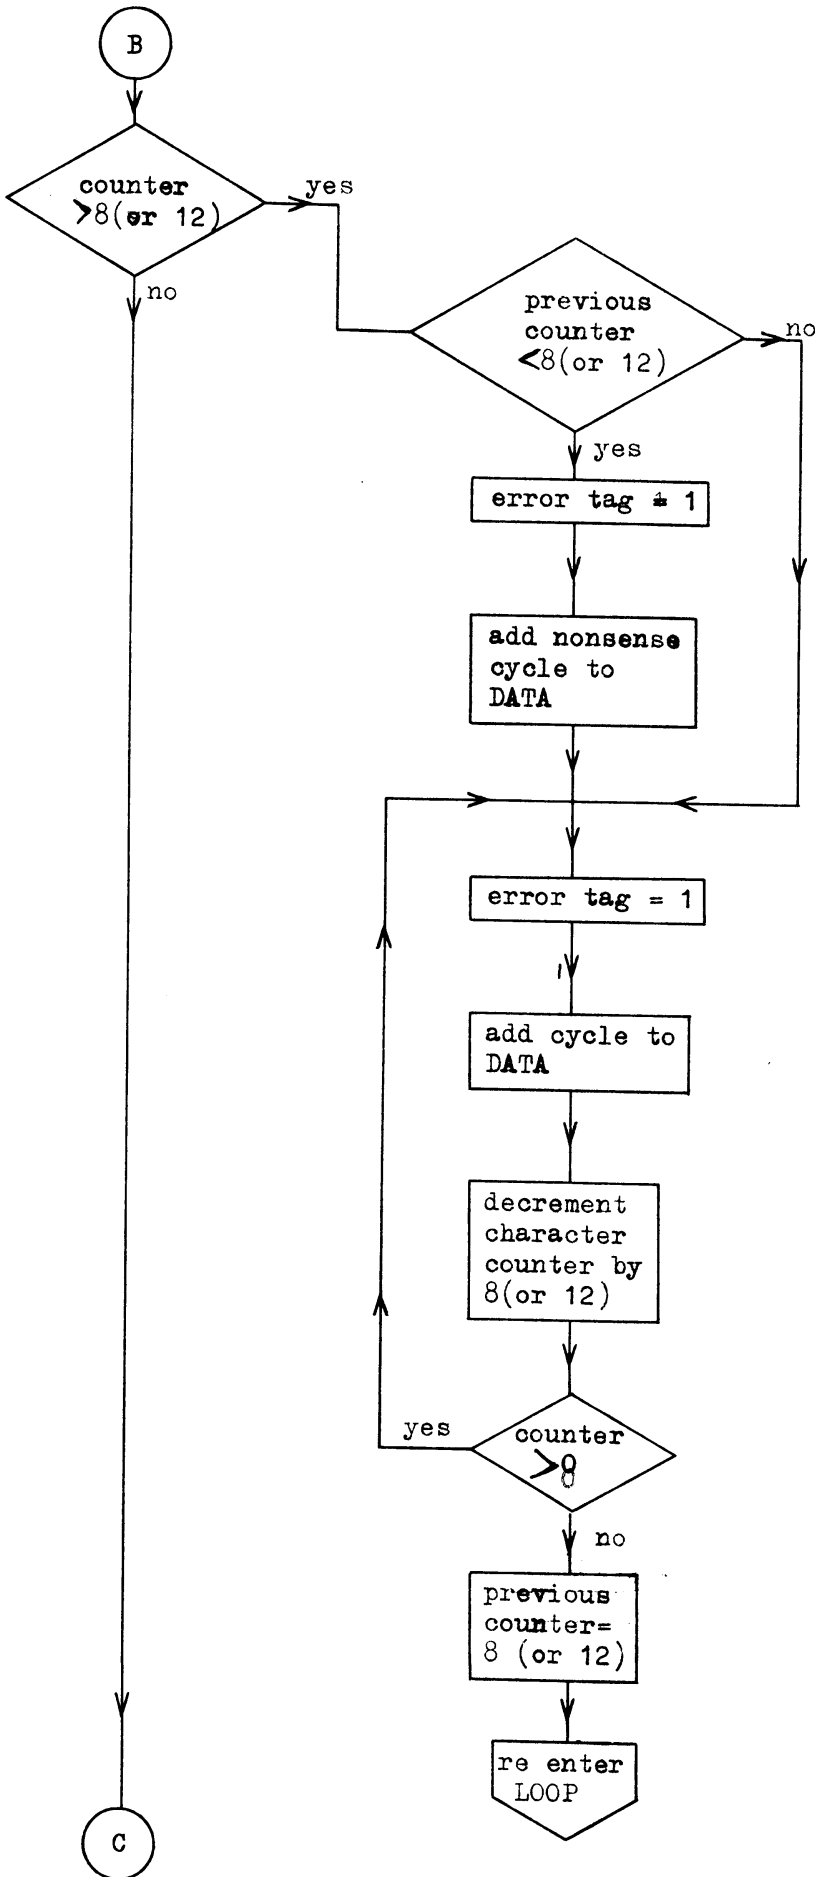 B
counter
>8(or 12)
yes
no
previous
counter
<8(or 12)
no
yes
error tag = 1
add nonsense
cycle to
DATA
error tag = 1
add cycle to
DATA
decrement
character
counter by
8(or 12)
counter
>
yes
no
previous
counter=
8 (or 12)
re enter
LOOP
C